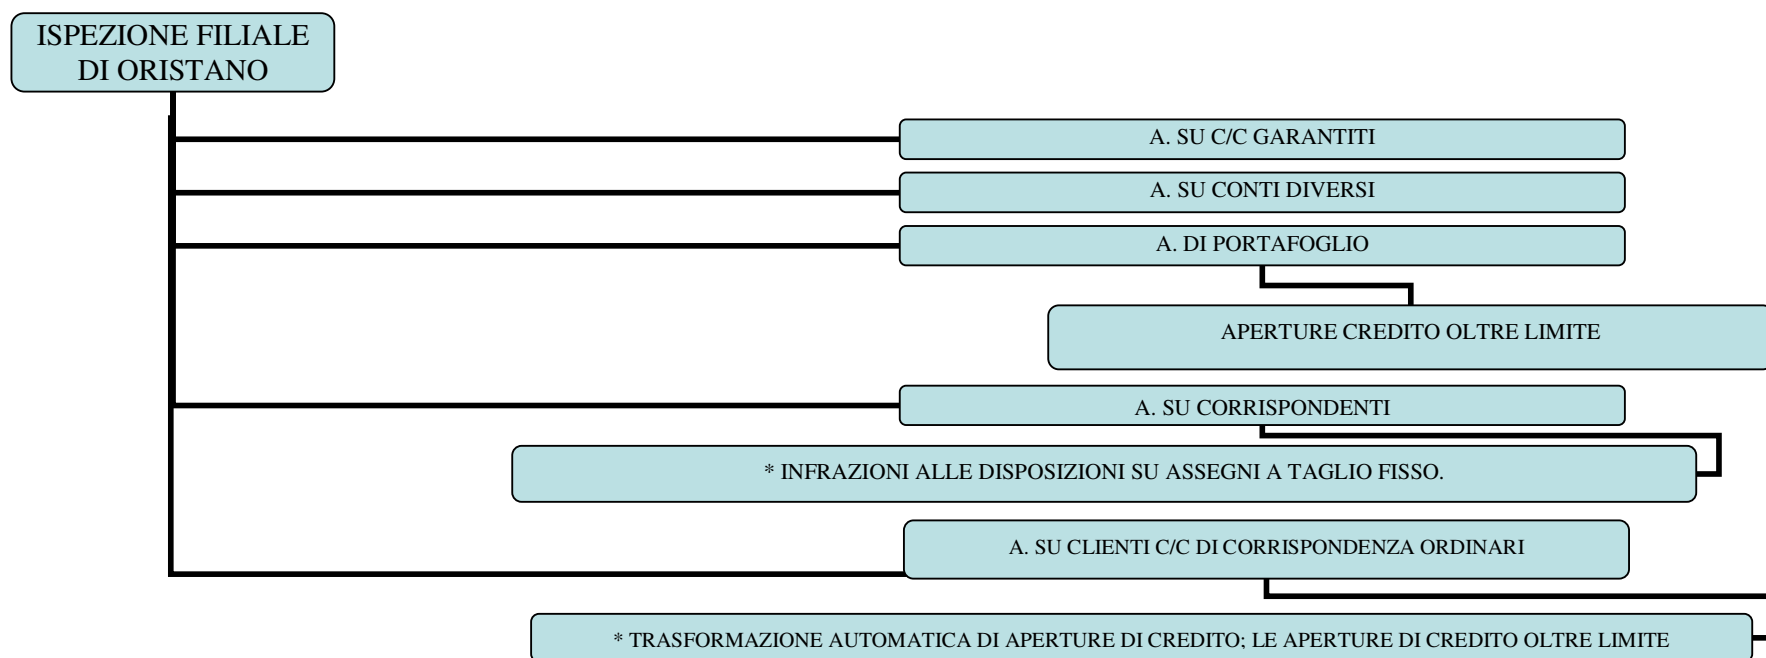 ISPEZIONE FILIALE
DI ORISTANO
A. SU C/C GARANTITI
A. SU CONTI DIVERSI
A. DI PORTAFOGLIO
APERTURE CREDITO OLTRE LIMITE
A. SU CORRISPONDENTI
* INFRAZIONI ALLE DISPOSIZIONI SU ASSEGNI A TAGLIO FISSO.
A. SU CLIENTI C/C DI CORRISPONDENZA ORDINARI
* TRASFORMAZIONE AUTOMATICA DI APERTURE DI CREDITO; LE APERTURE DI CREDITO OLTRE LIMITE